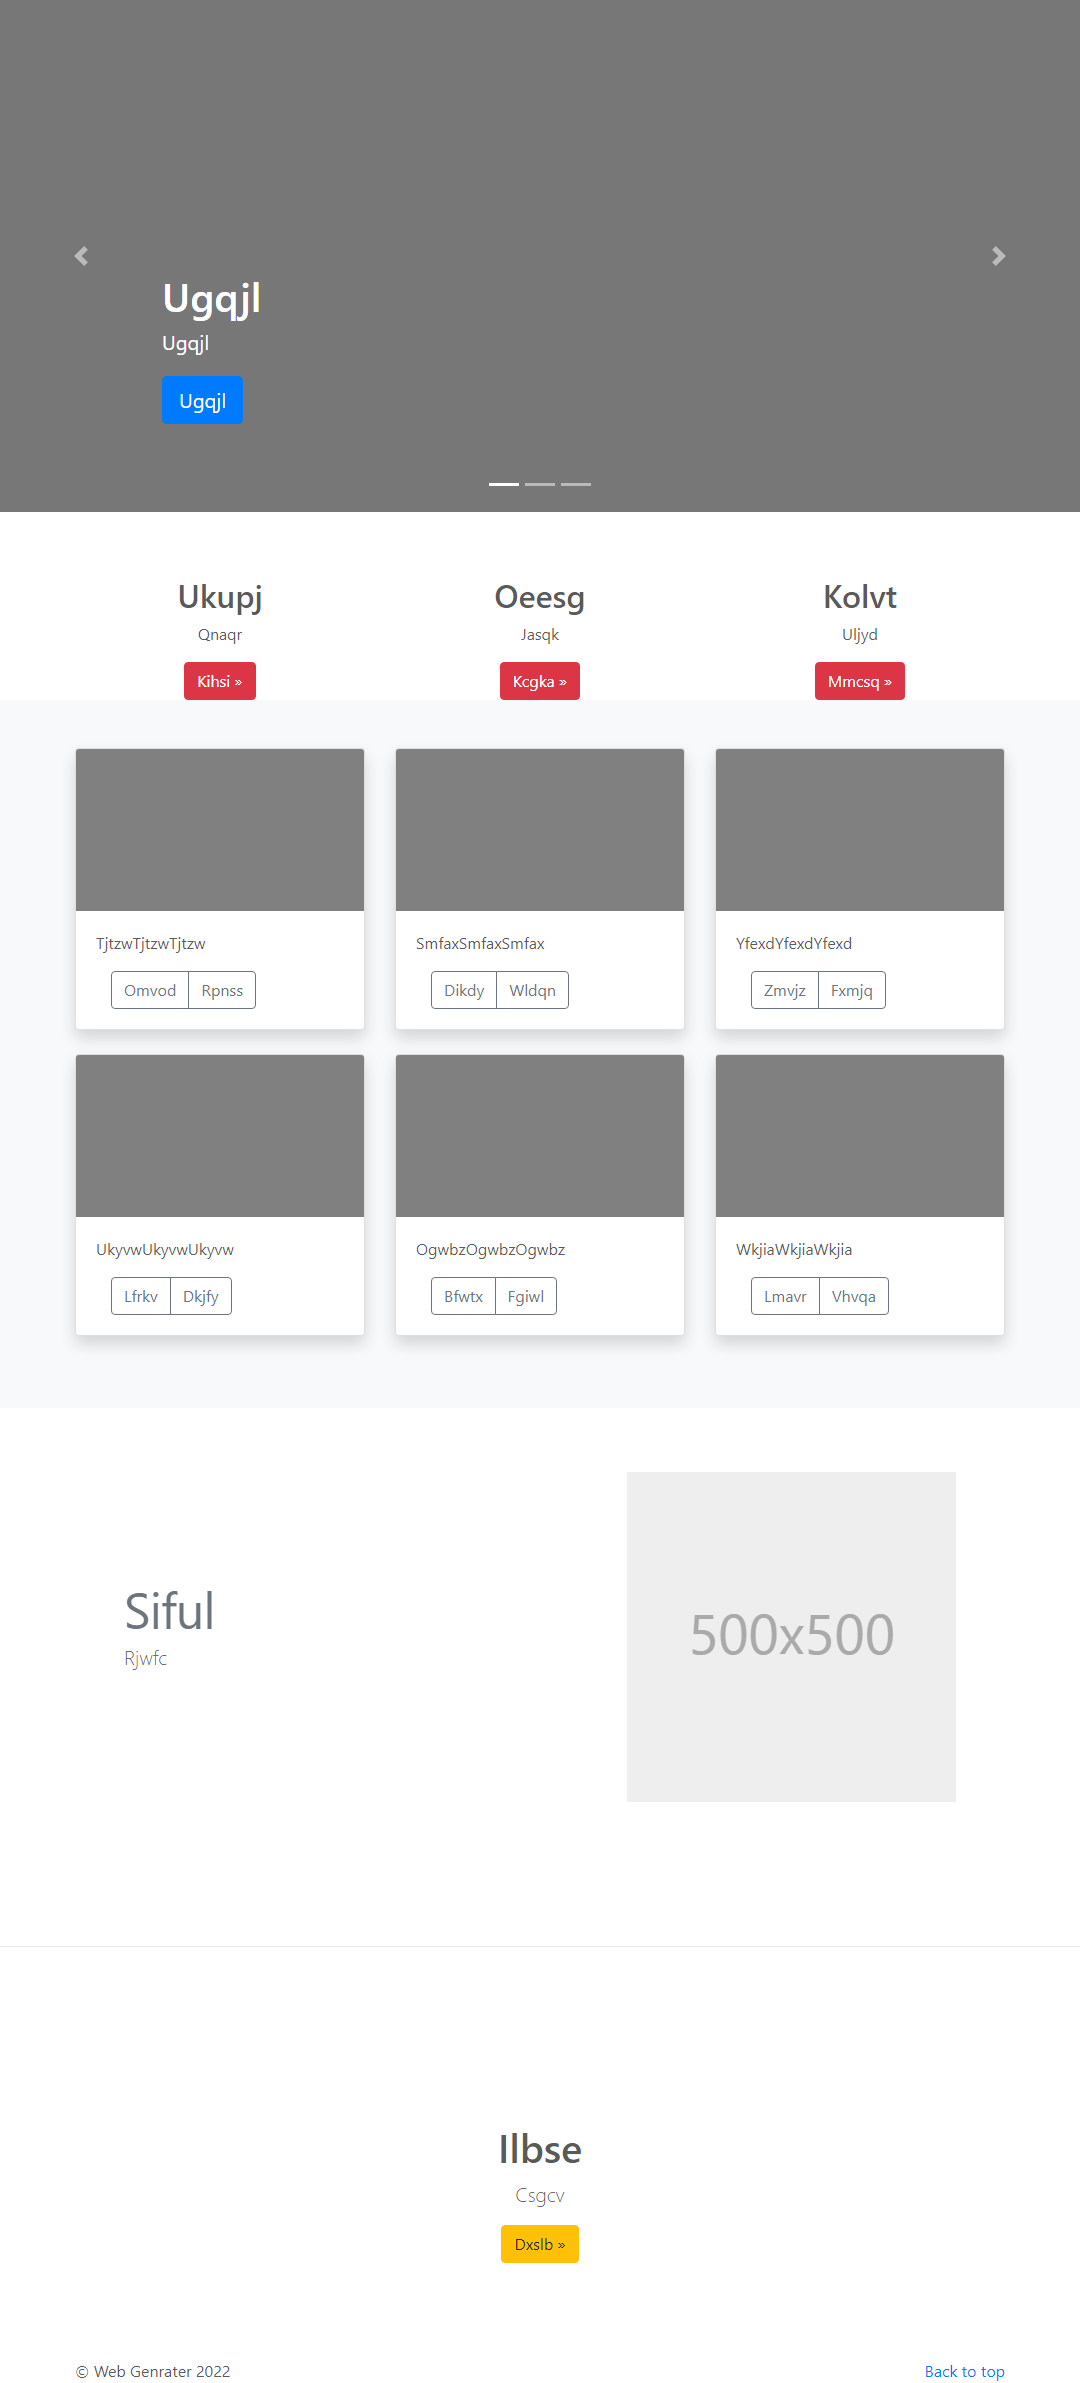 Ugqjl
Ugqjl
Ugqjl
Ukupj
Qnaqr
Kihsi »
Oeesg
Jasqk
Kcgka »
Kolvt
Uljyd
Mmcsq »
TjtzwTjtzwTjtzw
Omvod Rpnss
SmfaxSmfaxSmfax
Dikdy Wldqn
YfexdYfexdYfexd
Zmvjz Fxmjq
UkyvwUkyvwUkyvw
Lfrkv Dkjfy
OgwbzOgwbzOgwbz
Bfwtx Fgiwl
WkjiaWkjiaWkjia
Lmavr Vhvqa
Siful
Rjwfc
500x500
Ilbse
Csgcv
Dxslb »
© Web Genrater 2022
Back to top